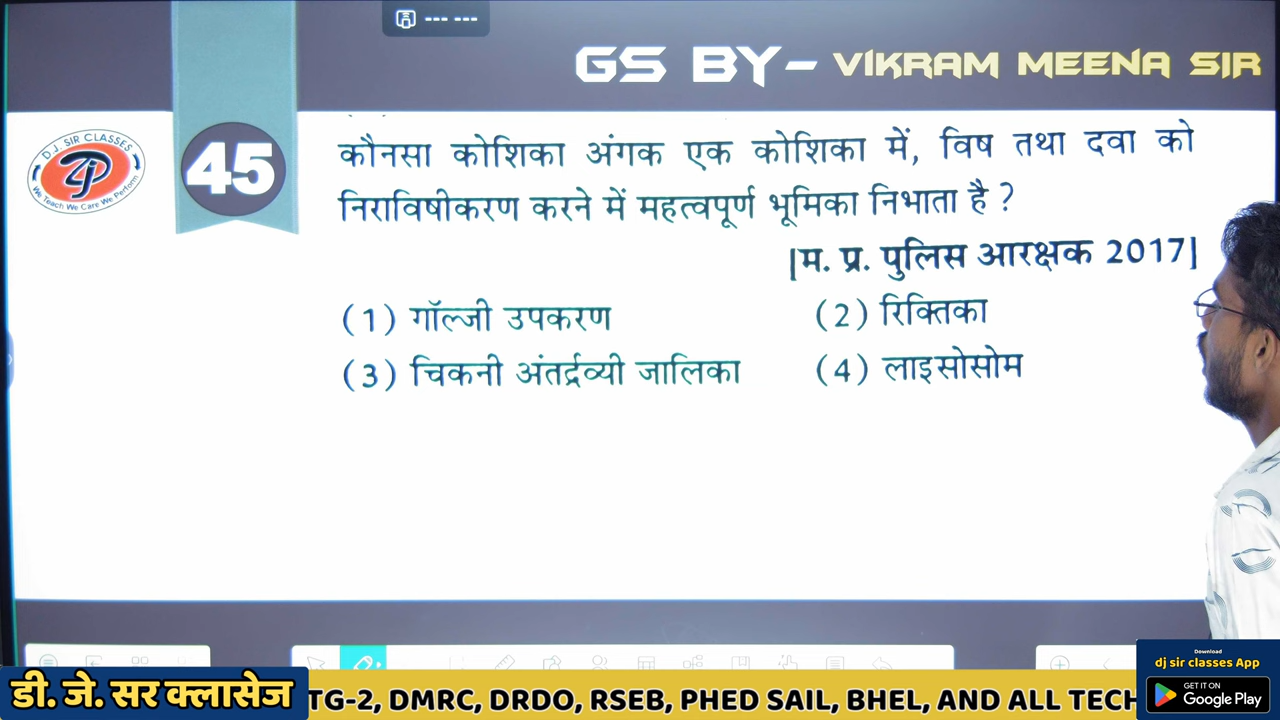 --- ---
GS BY- VIKRAM MEENA SIR
D.J. SIR CLASSES
We Teach We Care We Perform
45
कौनसा कोशिका अंगक एक कोशिका में, विष तथा दवा को
निराविषीकरण करने में महत्वपूर्ण भूमिका निभाता है ?
[म. प्र. पुलिस आरक्षक 2017]
(1) गॉल्जी उपकरण
(2) रिक्तिका
(3) चिकनी अंतर्द्रव्यी जालिका
(4) लाइसोसोम
डी. जे. सर क्लासेज
TG-2, DMRC, DRDO, RSEB, PHED SAIL, BHEL, AND ALL TECH
Download
dj sir classes App
GET IT ON
Google Play